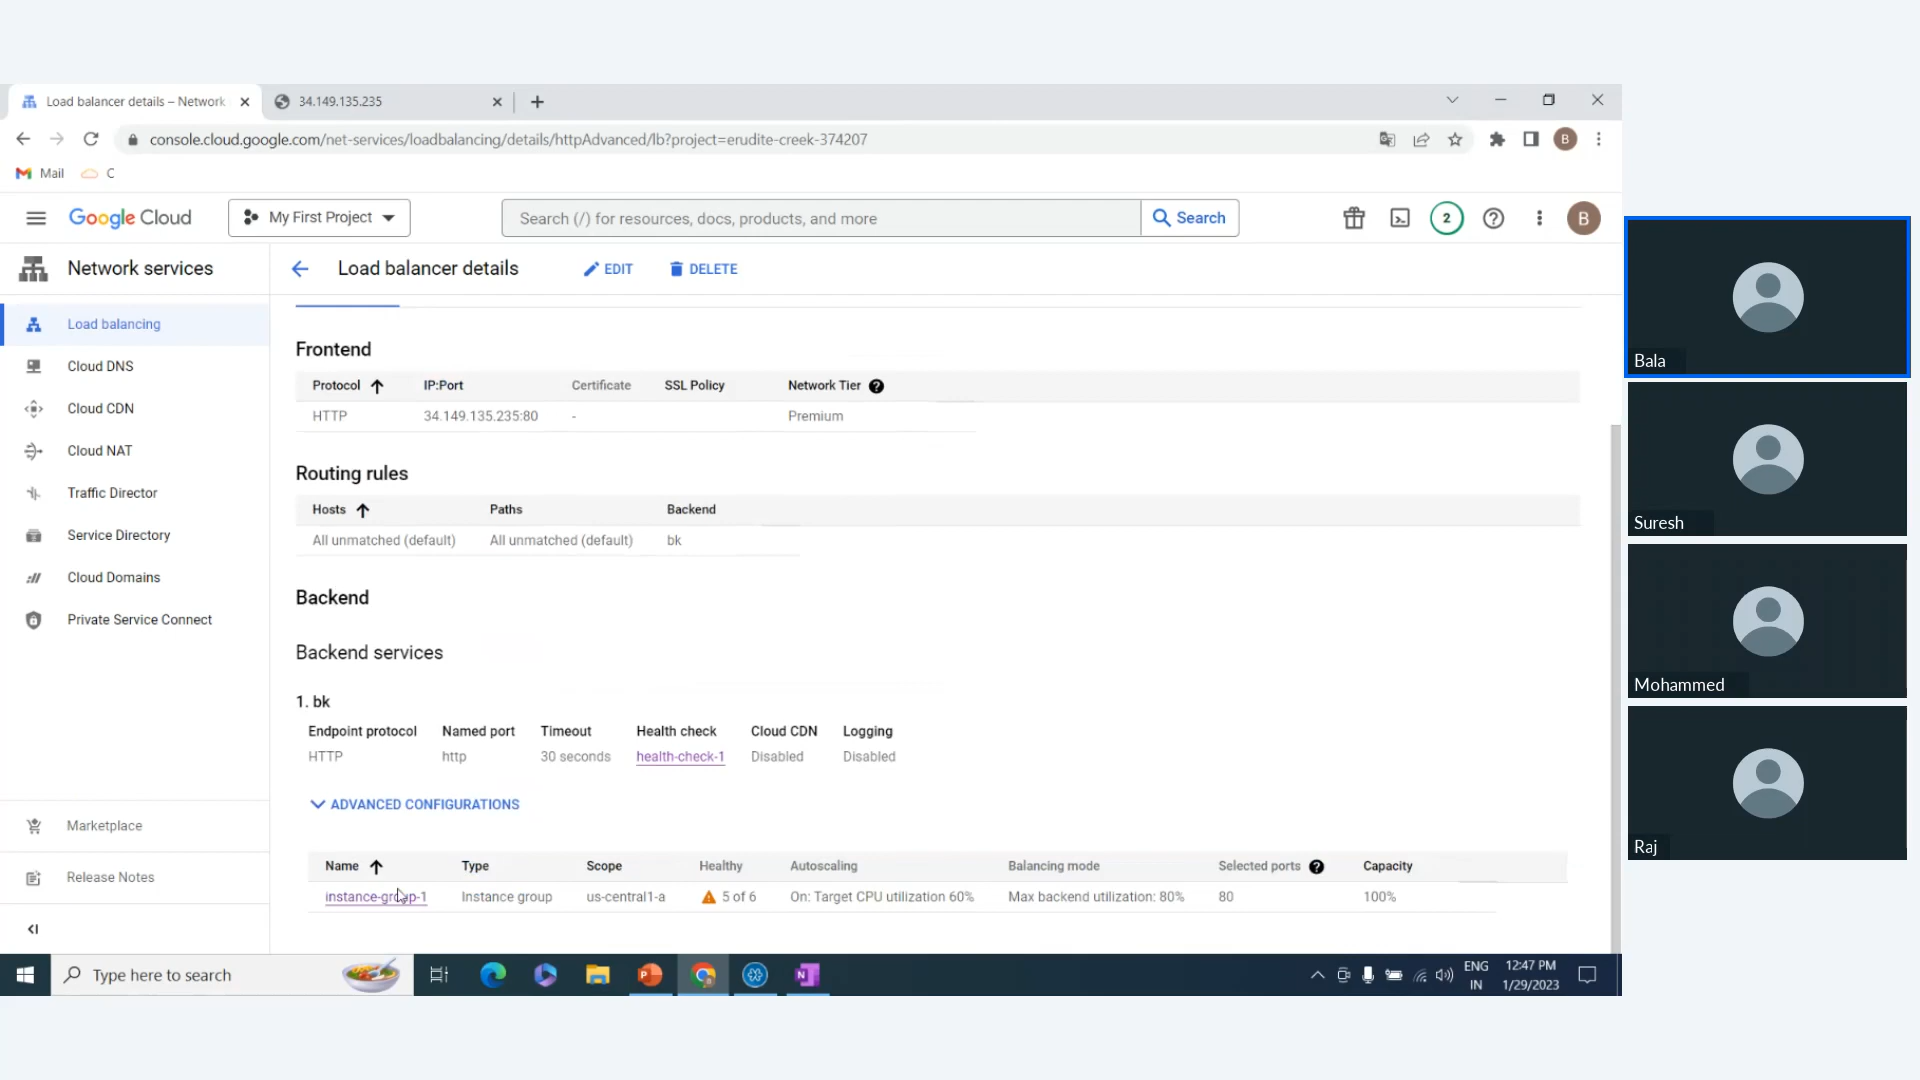 Load balancer details – Network
34.149.135.235
console.cloud.google.com/net-services/loadbalancing/details/httpAdvanced/lb?project=erudite-creek-374207
B
Mail
C
Google Cloud
My First Project
Search (/) for resources, docs, products, and more
Search
2
B
Network services
Load balancer details
EDIT
DELETE
Load balancing
Cloud DNS
Cloud CDN
Cloud NAT
Traffic Director
Service Directory
Cloud Domains
Private Service Connect
Marketplace
Release Notes
Frontend
Protocol IP:Port Certificate SSL Policy Network Tier
HTTP 34.149.135.235:80 - Premium
Routing rules
Hosts Paths Backend
All unmatched (default) All unmatched (default) bk
Backend
Backend services
1. bk
Endpoint protocol Named port Timeout Health check Cloud CDN Logging
HTTP http 30 seconds health-check-1 Disabled Disabled
ADVANCED CONFIGURATIONS
Name Type Scope Healthy Autoscaling Balancing mode Selected ports Capacity
instance-group-1 Instance group us-central1-a 5 of 6 On: Target CPU utilization 60% Max backend utilization: 80% 80 100%
Type here to search
ENG
IN
12:47 PM
1/29/2023
Bala
Suresh
Mohammed
Raj